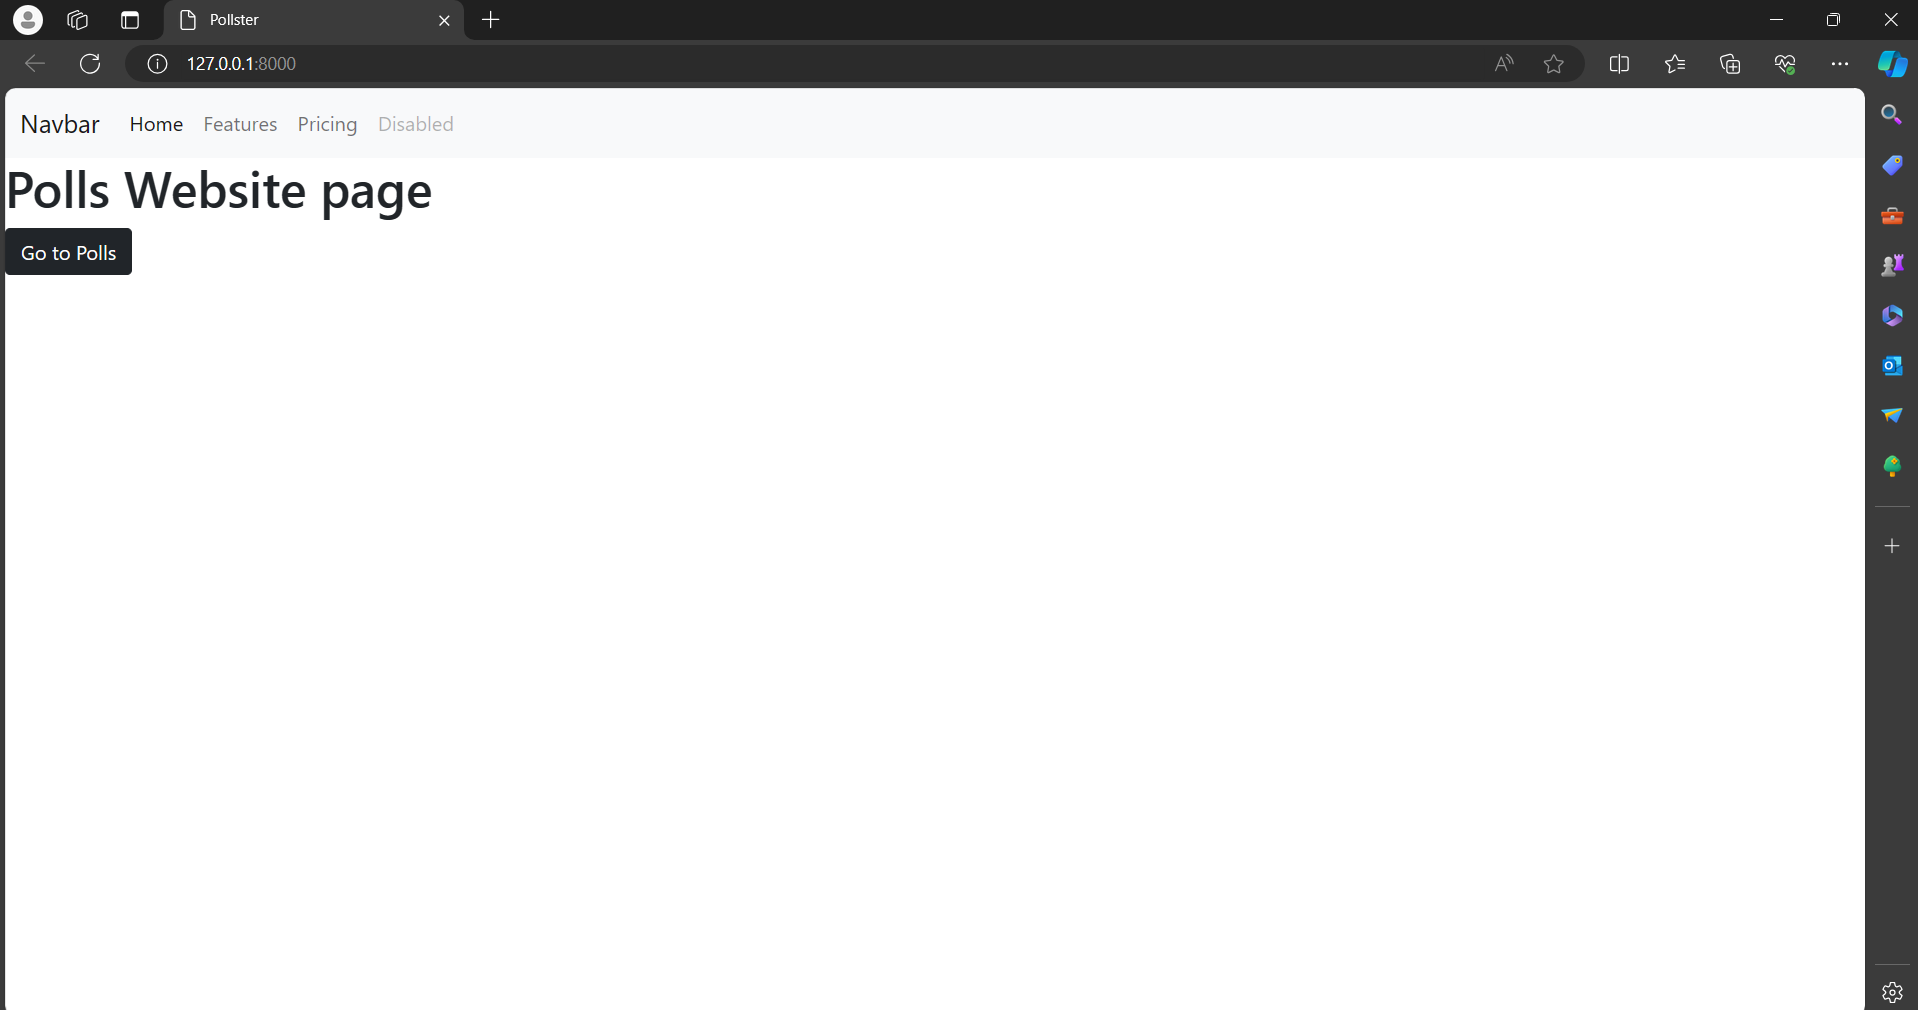 Pollster
127.0.0.1:8000
Navbar Home Features Pricing Disabled
Polls Website page
Go to Polls